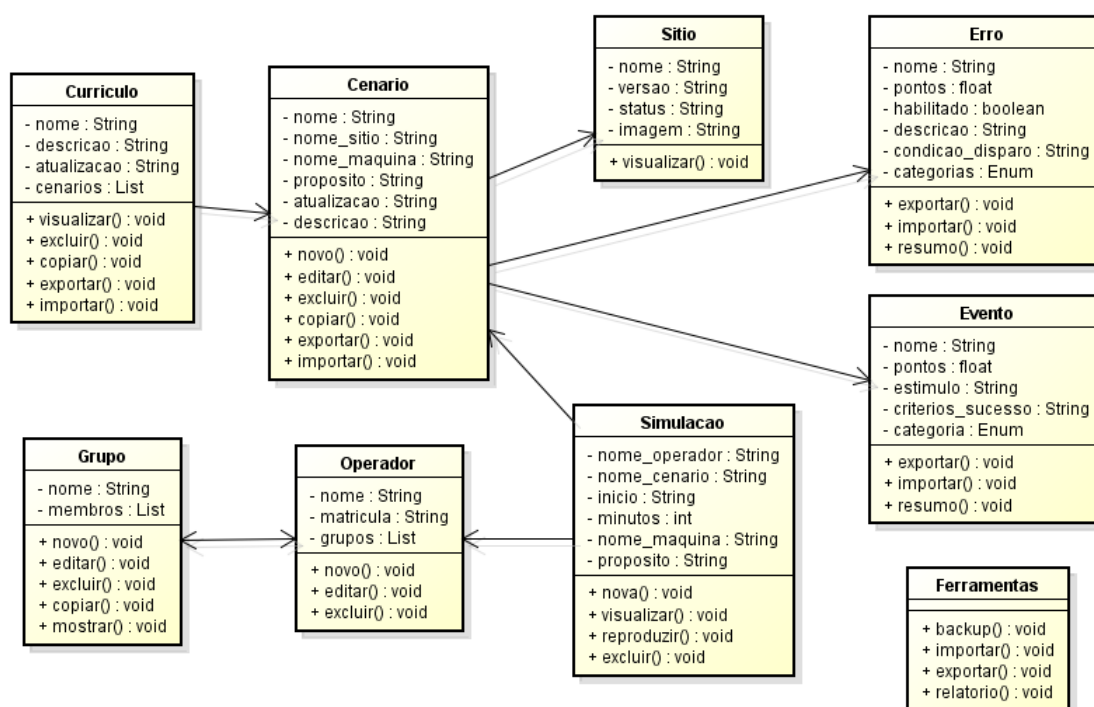 Curriculo
- nome : String
- descricao : String
- atualizacao : String
- cenarios : List
+ visualizar() : void
+ excluir() : void
+ copiar() : void
+ exportar() : void
+ importar() : void
Cenario
- nome : String
- nome_sitio : String
- nome_maquina : String
- proposito : String
- atualizacao : String
- descricao : String
+ novo() : void
+ editar() : void
+ excluir() : void
+ copiar() : void
+ exportar() : void
+ importar() : void
Sitio
- nome : String
- versao : String
- status : String
- imagem : String
+ visualizar() : void
Erro
- nome : String
- pontos : float
- habilitado : boolean
- descricao : String
- condicao_disparo : String
- categorias : Enum
+ exportar() : void
+ importar() : void
+ resumo() : void
Evento
- nome : String
- pontos : float
- estimulo : String
- criterios_sucesso : String
- categoria : Enum
+ exportar() : void
+ importar() : void
+ resumo() : void
Grupo
- nome : String
- membros : List
+ novo() : void
+ editar() : void
+ excluir() : void
+ copiar() : void
+ mostrar() : void
Operador
- nome : String
- matricula : String
- grupos : List
+ novo() : void
+ editar() : void
+ excluir() : void
Simulacao
- nome_operador : String
- nome_cenario : String
- inicio : String
- minutos : int
- nome_maquina : String
- proposito : String
+ nova() : void
+ visualizar() : void
+ reproduzir() : void
+ excluir() : void
Ferramentas
+ backup() : void
+ importar() : void
+ exportar() : void
+ relatorio() : void